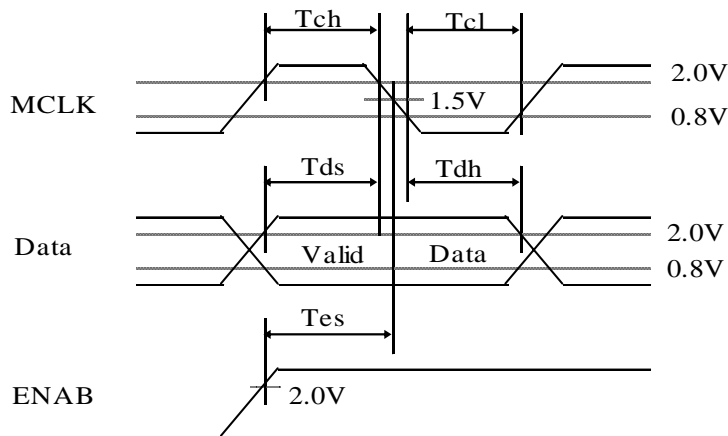 Tch Tcl
2.0V
MCLK 1.5V
0.8V
Tds Tdh
Data 2.0V
Valid Data
0.8V
Tes
ENAB 2.0V